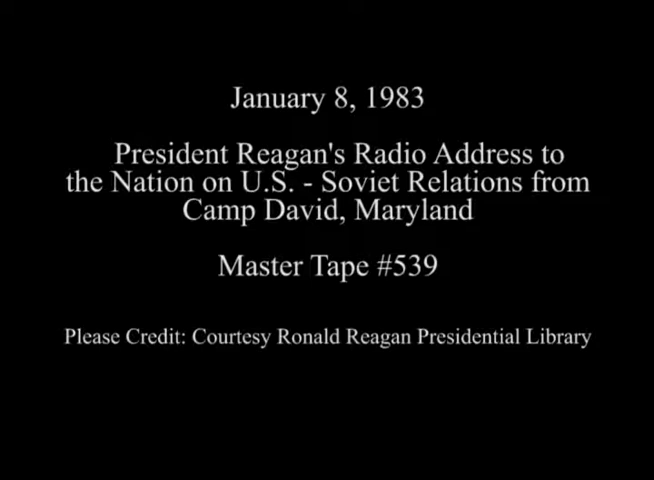 January 8, 1983
President Reagan's Radio Address to
the Nation on U.S. - Soviet Relations from
Camp David, Maryland
Master Tape #539
Please Credit: Courtesy Ronald Reagan Presidential Library